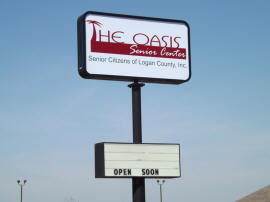 THE OASIS
Senior Center
Senior Citizens of Logan County, Inc.
OPEN SOON